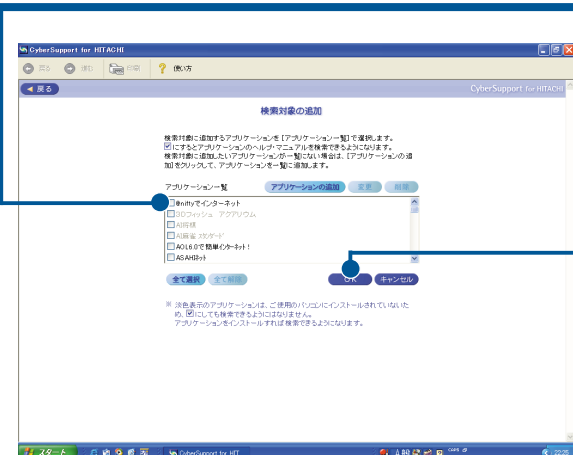 CyberSupport for HITACHI
戻る 進む 印刷 使い方
戻る CyberSupport for HITACHI
検索対象の追加
検索対象に追加するアプリケーションを [アプリケーション一覧] で選択します。
にするとアプリケーションのヘルプ・マニュアルを検索できるようになります。
検索対象に追加したいアプリケーションが一覧にない場合は、[アプリケーションの追
加]をクリックして、アプリケーションを一覧に追加します。
アプリケーション一覧 アプリケーションの追加 変更 削除
@niftyでインターネット
3Dフィッシュ アクアリウム
AI将棋
AI麻雀 スタンダード
AOL6.0で簡単インターネット!
ASAHIネット
全て選択 全て解除 OK キャンセル
※ 淡色表示のアプリケーションは、ご使用のパソコンにインストールされていないた
め、にしても検索できるようにはなりません。
アプリケーションをインストールすれば検索できるようになります。
スタート CyberSupport for HIT... 22:25